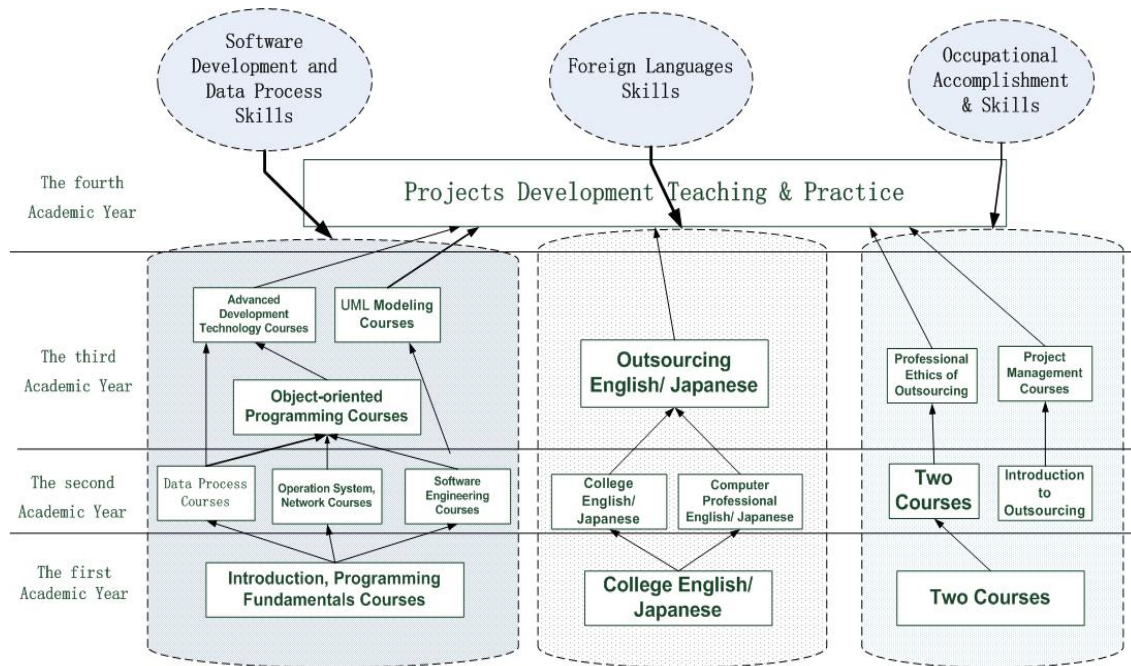 Software
Development and
Data Process
Skills
Foreign Languages
Skills
Occupational
Accomplishment
& Skills
The fourth
Academic Year
Projects Development Teaching & Practice
Advanced
Development
Technology Courses
UML Modeling
Courses
The third
Academic Year
Object-oriented
Programming Courses
Outsourcing
English/ Japanese
Professional
Ethics of
Outsourcing
Project
Management
Courses
The second
Academic Year
Data Process
Courses
Operation System,
Network Courses
Software
Engineering
Courses
College
English/
Japanese
Computer
Professional
English/ Japanese
Two
Courses
Introduction
to
Outsourcing
The first
Academic Year
Introduction, Programming
Fundamentals Courses
College English/
Japanese
Two Courses